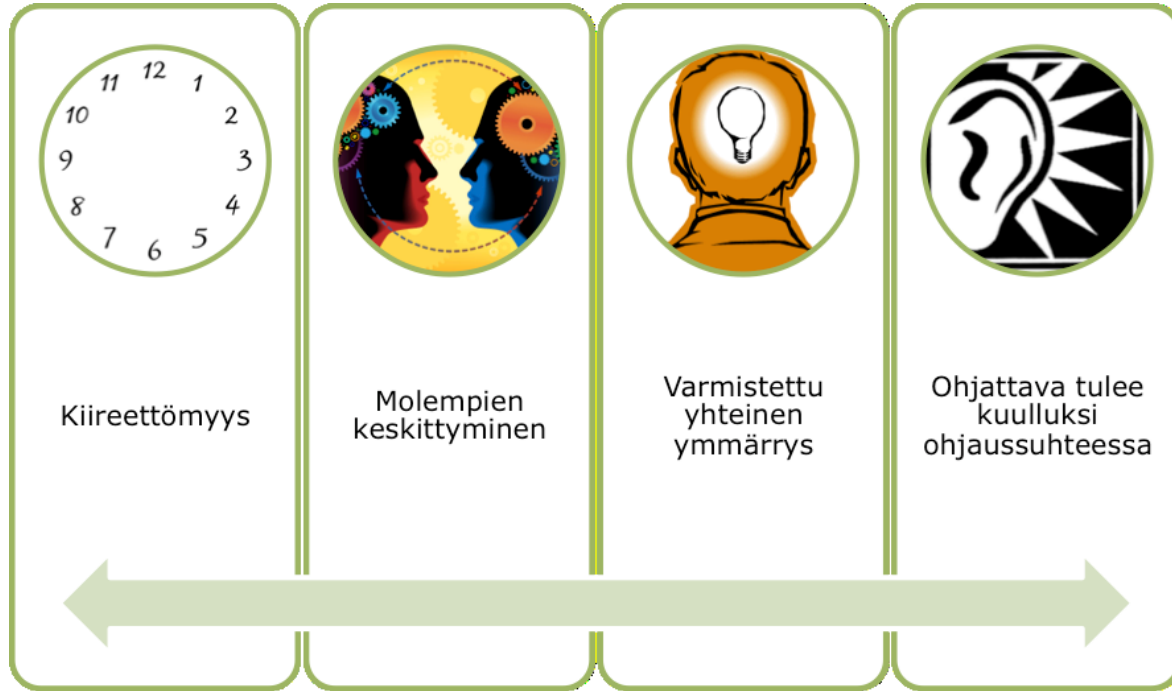 12
11
1
10
2
9
3
8
4
7
5
6
Kiireettömyys
Molempien
keskittyminen
Varmistettu
yhteinen
ymmärrys
Ohjattava tulee
kuulluksi
ohjaussuhteessa